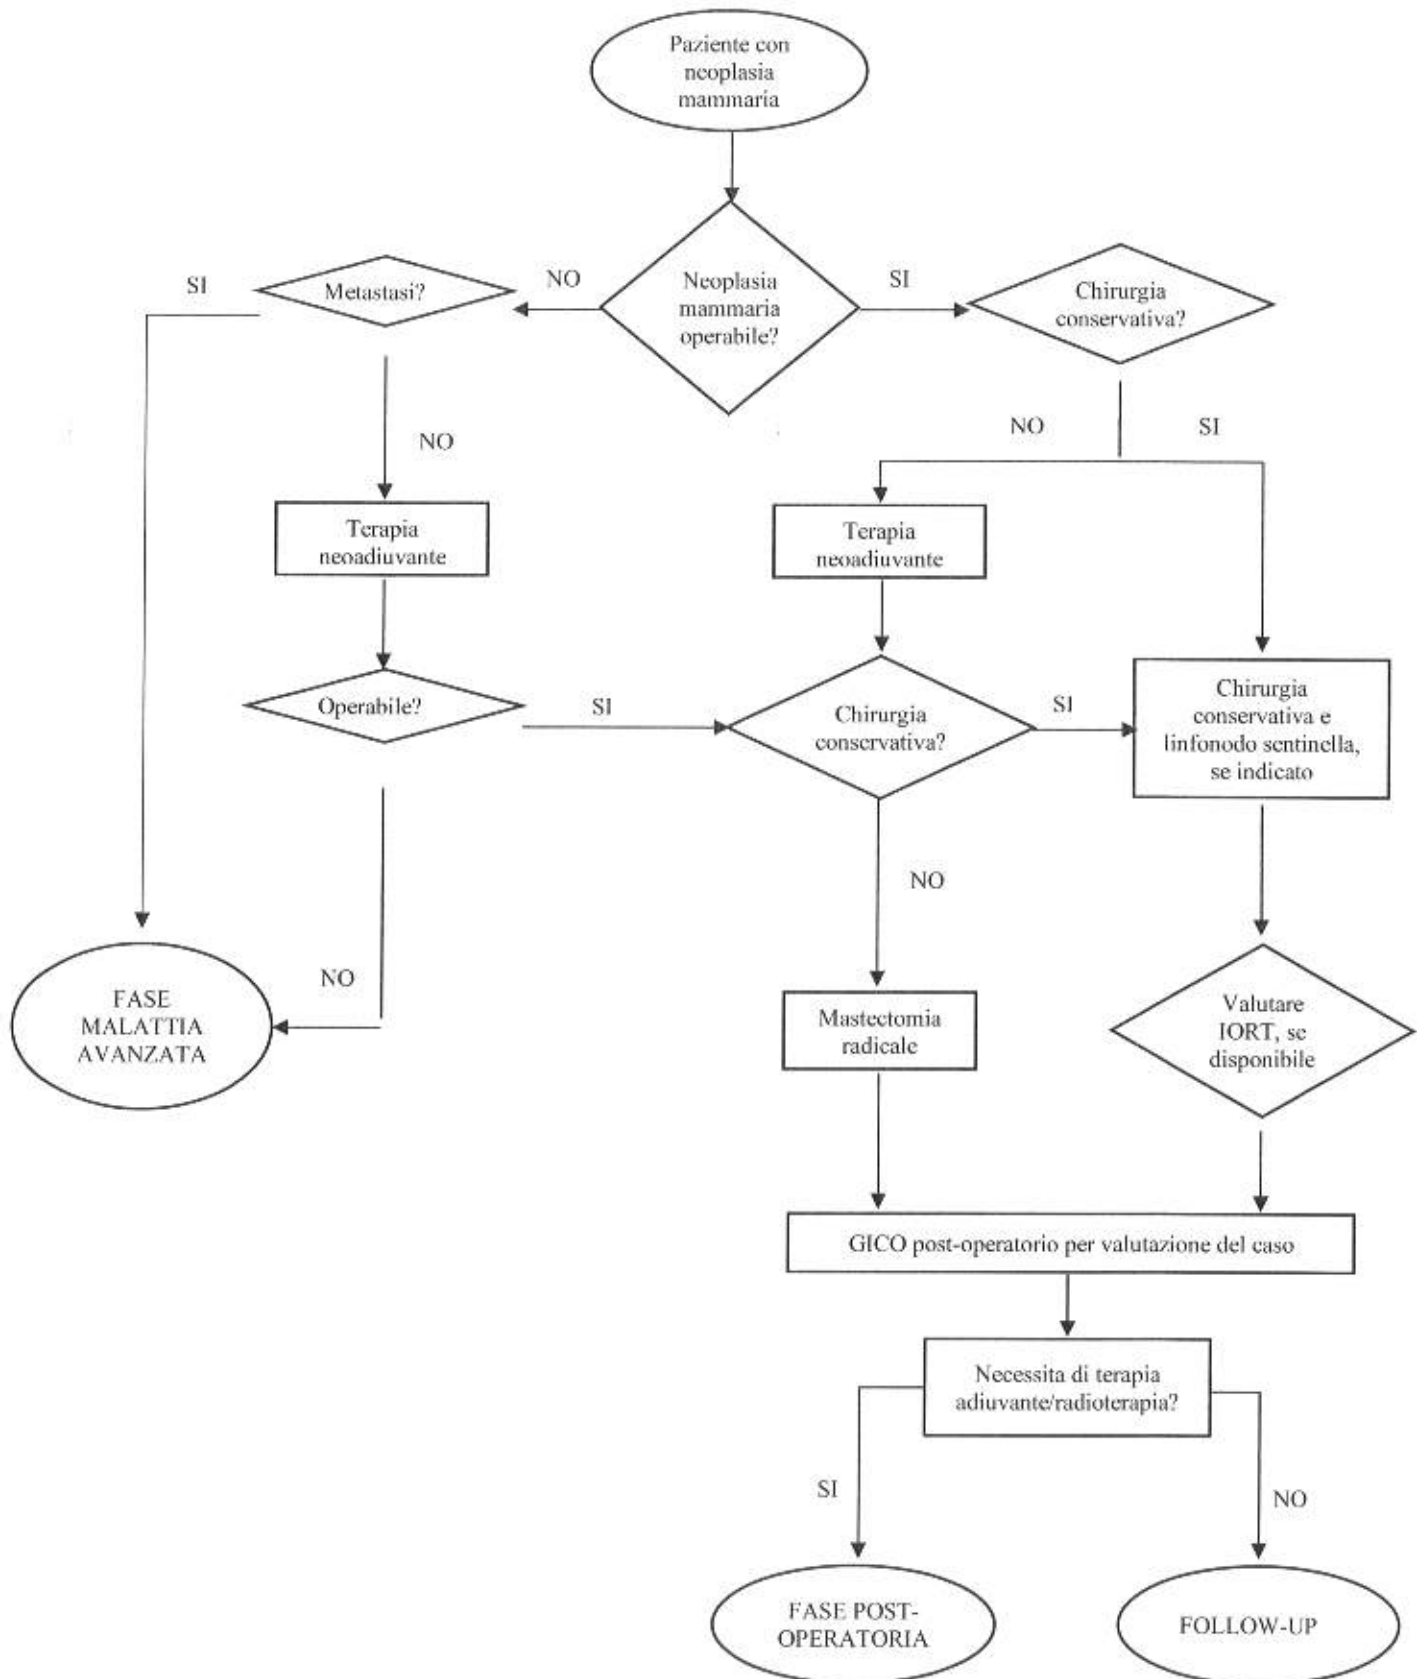 Paziente con
neoplasia
mammaria
SI
Metastasi?
NO
Neoplasia
mammaria
operabile?
SI
Chirurgia
conservativa?
NO
NO
SI
Terapia
neoadiuvante
Terapia
neoadiuvante
Operabile?
SI
Chirurgia
conservativa?
SI
Chirurgia
conservativa e
linfonodo sentinella,
se indicato
NO
NO
FASE
MALATTIA
AVANZATA
Mastectomia
radicale
Valutare
IORT, se
disponibile
GICO post-operatorio per valutazione del caso
Necessita di terapia
adiuvante/radioterapia?
SI
NO
FASE POST-
OPERATORIA
FOLLOW-UP